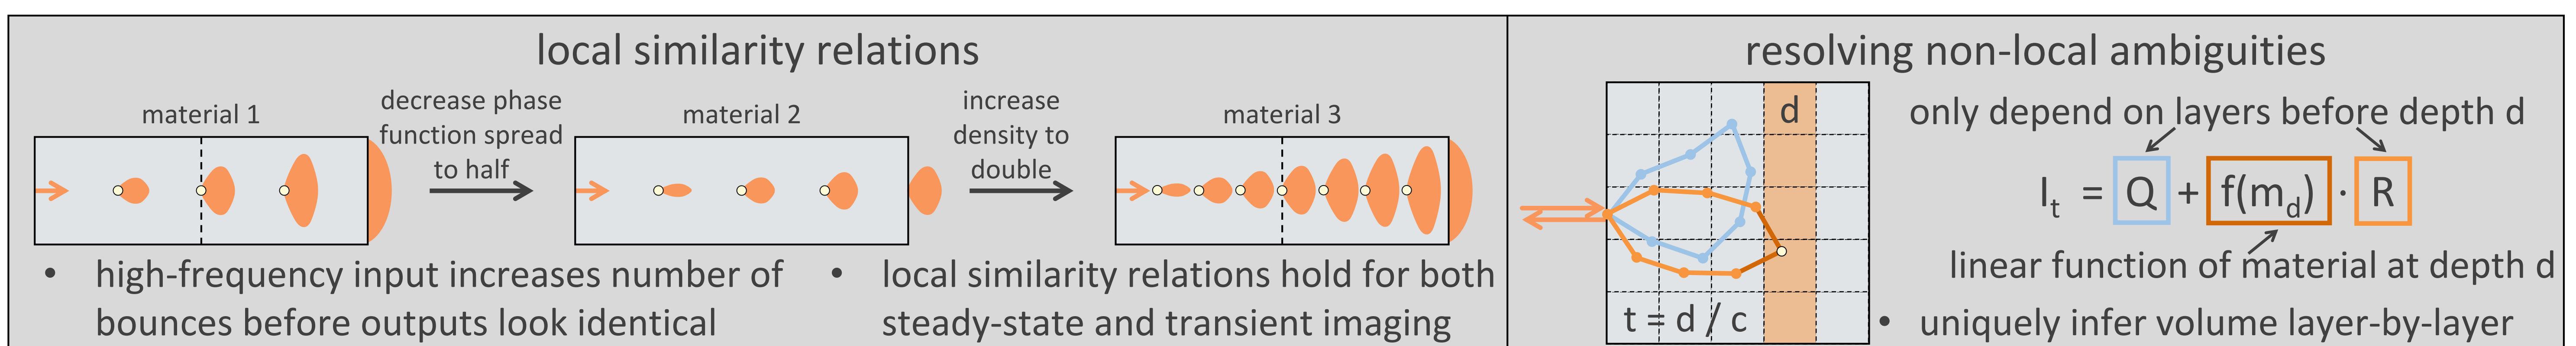 local similarity relations
material 1
decrease phase
function spread
to half
material 2
increase
density to
double
material 3
• high-frequency input increases number of
bounces before outputs look identical
• local similarity relations hold for both
steady-state and transient imaging
resolving non-local ambiguities
d
t = d / c
only depend on layers before depth d
I_t = Q + f(m_d) · R
linear function of material at depth d
• uniquely infer volume layer-by-layer